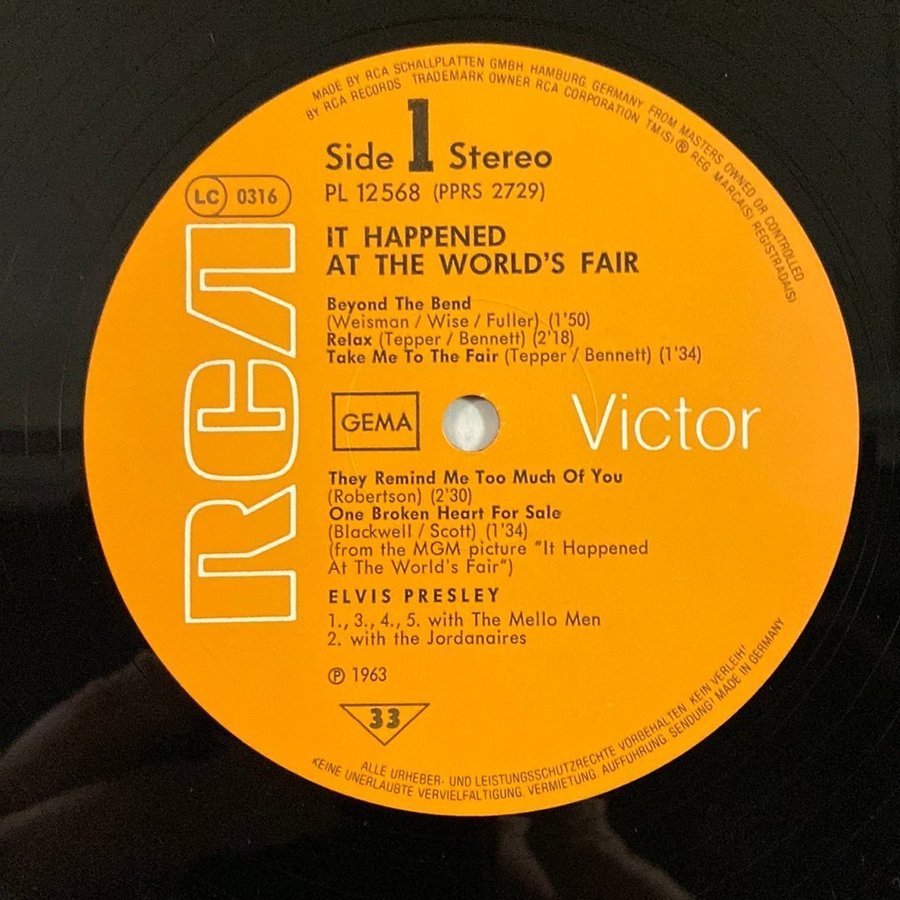 MADE BY RCA SCHALLPLATTEN GMBH HAMBURG, GERMANY FROM MASTERS OWNED OR CONTROLLED
BY RCA RECORDS TRADEMARK OWNER RCA CORPORATION TM(S) ® REG. MARCA(S) REGISTRADA(S)
Side 1 Stereo
PL 12568 (PPRS 2729)
LC 0316
RCA
IT HAPPENED
AT THE WORLD'S FAIR
Beyond The Bend
(Weisman / Wise / Fuller) (1'50)
Relax (Tepper / Bennett) (2'18)
Take Me To The Fair (Tepper / Bennett) (1'34)
GEMA
Victor
They Remind Me Too Much Of You
(Robertson) (2'30)
One Broken Heart For Sale
(Blackwell / Scott) (1'34)
(from the MGM picture "It Happened
At The World's Fair")
ELVIS PRESLEY
1., 3., 4., 5. with The Mello Men
2. with the Jordanaires
℗ 1963
33
ALLE URHEBER- UND LEISTUNGSSCHUTZRECHTE VORBEHALTEN. KEIN VERLEIH!
KEINE UNERLAUBTE VERVIELFALTIGUNG, VERMIETUNG, AUFFUHRUNG, SENDUNG! MADE IN GERMANY